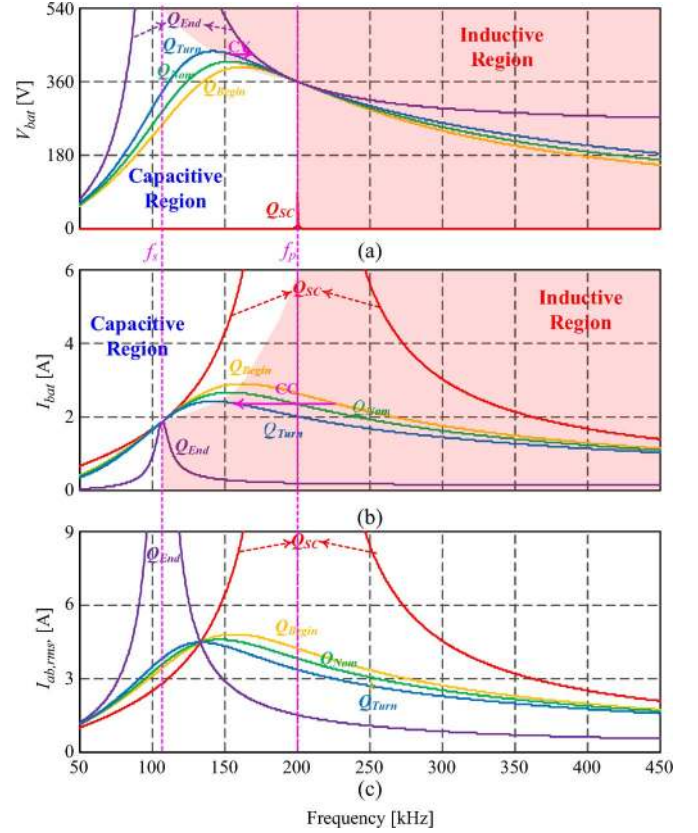 540
Q_End
Inductive
Region
Q_Turn
CV
360
Q_Nom
Q_Begin
V_bat [V]
180
Capacitive
Region
Q_SC
0
(a)
f_s
f_p
6
Q_SC
Inductive
Region
Capacitive
Region
4
Q_Begin
I_bat [A]
CC
Q_Nom
2
Q_Turn
Q_End
0
(b)
9
Q_End
Q_SC
6
Q_Begin
I_ab,rms, [A]
Q_Nom
3
Q_Turn
0
50 100 150 200 250 300 350 400 450
(c)
Frequency [kHz]